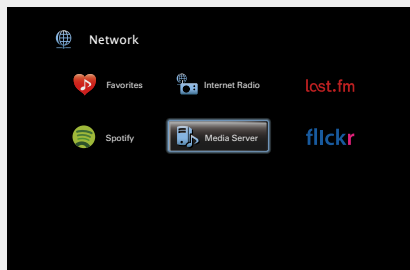 Network
Favorites Internet Radio last.fm
Spotify Media Server flickr